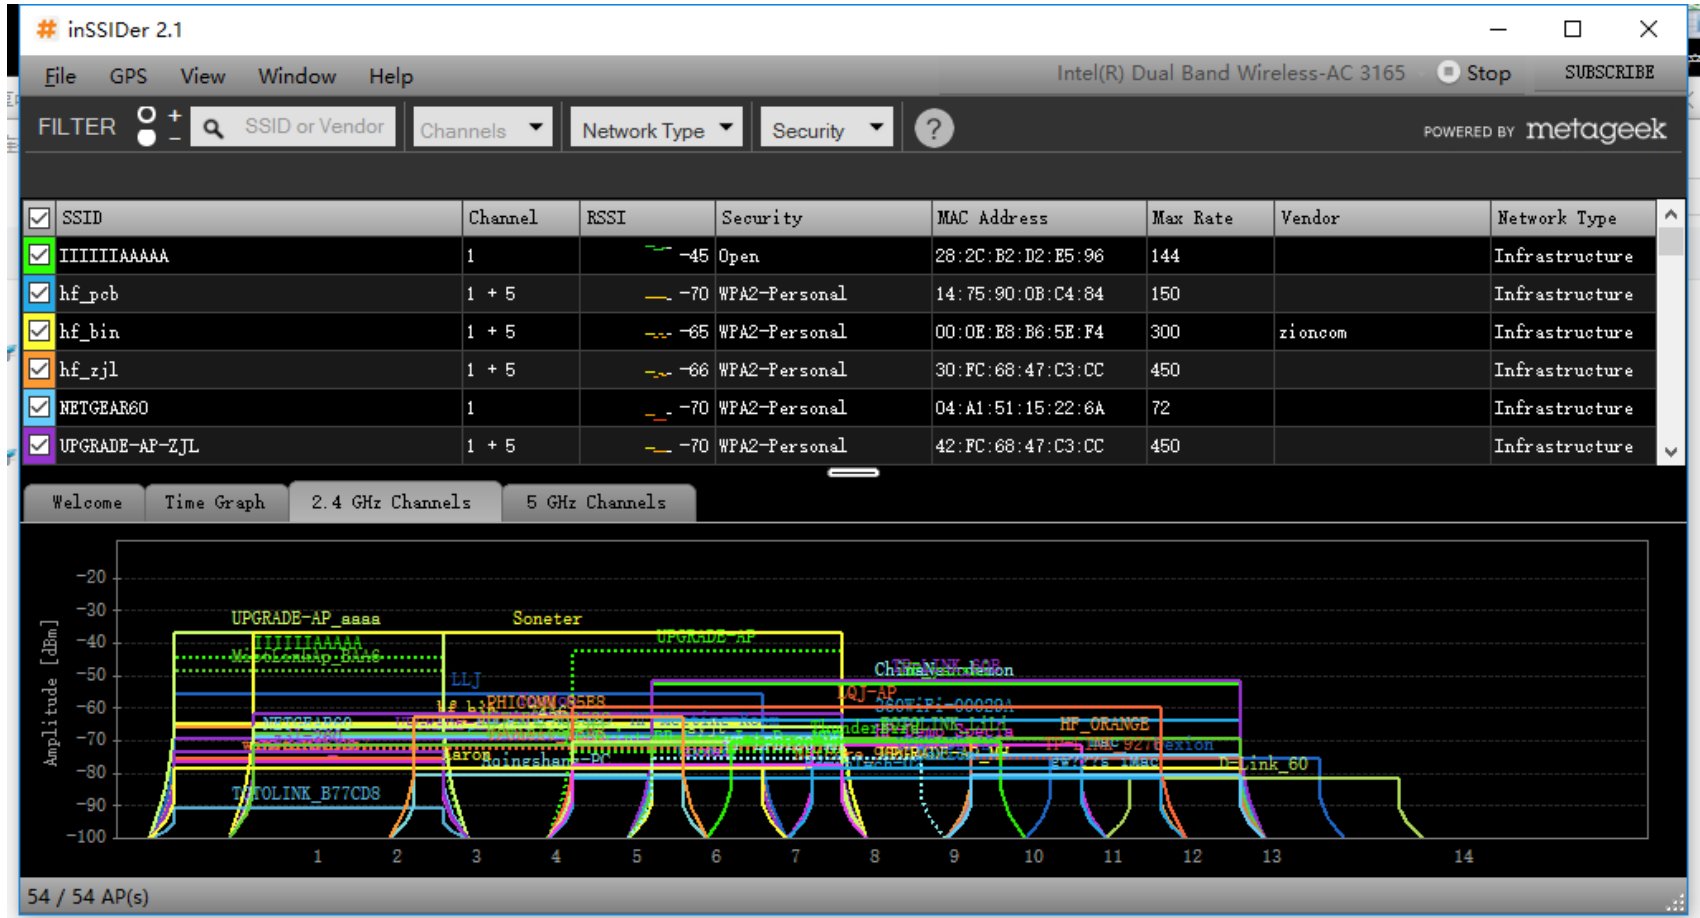 inSSIDer 2.1
File GPS View Window Help Intel(R) Dual Band Wireless-AC 3165 Stop SUBSCRIBE
FILTER + - SSID or Vendor Channels Network Type Security ? POWERED BY metageek
SSID Channel RSSI Security MAC Address Max Rate Vendor Network Type
IIIIIIAAAAA 1 -45 Open 28:2C:B2:D2:E5:96 144 Infrastructure
hf_pcb 1 + 5 -70 WPA2-Personal 14:75:90:0B:C4:84 150 Infrastructure
hf_bin 1 + 5 -65 WPA2-Personal 00:0E:E8:B6:5E:F4 300 zioncom Infrastructure
hf_zjl 1 + 5 -66 WPA2-Personal 30:FC:68:47:C3:CC 450 Infrastructure
NETGEAR60 1 -70 WPA2-Personal 04:A1:51:15:22:6A 72 Infrastructure
UPGRADE-AP-ZJL 1 + 5 -70 WPA2-Personal 42:FC:68:47:C3:CC 450 Infrastructure
Welcome Time Graph 2.4 GHz Channels 5 GHz Channels
Amplitude [dBm]
-20
-30
UPGRADE-AP_aaaa Soneter
-40
IIIIIIAAAAA UPGRADE-AP
-50
LLJ
LQJ-AP
-60
360WiFi-00029A
NETGEAR60 HF_ORANGE
-70
-80
D-Link_60
TOTOLINK_B77CD8
-90
-100
1 2 3 4 5 6 7 8 9 10 11 12 13 14
54 / 54 AP(s)